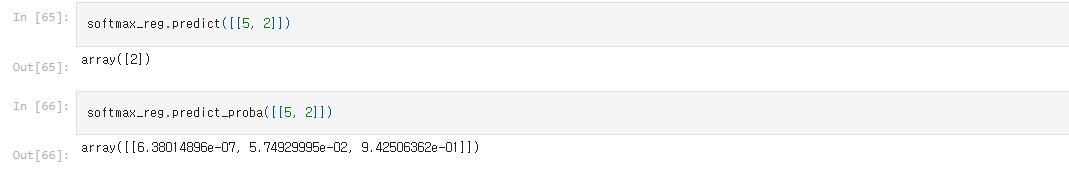 In [65]: softmax_reg.predict([[5, 2]])
Out[65]: array([2])
In [66]: softmax_reg.predict_proba([[5, 2]])
Out[66]: array([[6.38014896e-07, 5.74929995e-02, 9.42506362e-01]])